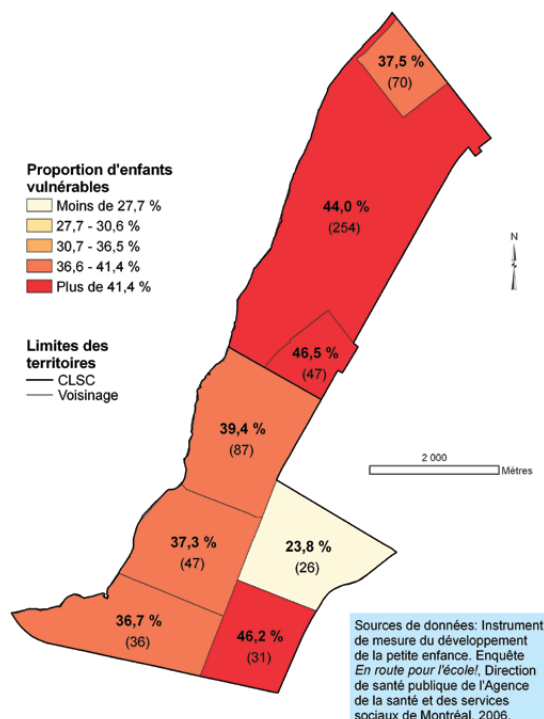 37,5 %
(70)
Proportion d'enfants
vulnérables
Moins de 27,7 %
27,7 - 30,6 %
30,7 - 36,5 %
36,6 - 41,4 %
Plus de 41,4 %
44,0 %
(254)
N
Limites des
territoires
CLSC
Voisinage
46,5 %
(47)
39,4 %
(87)
2 000
Mètres
37,3 %
(47)
23,8 %
(26)
36,7 %
(36)
46,2 %
(31)
Sources de données: Instrument
de mesure du développement
de la petite enfance. Enquête
En route pour l'école!, Direction
de santé publique de l'Agence
de la santé et des services
sociaux de Montréal, 2006.